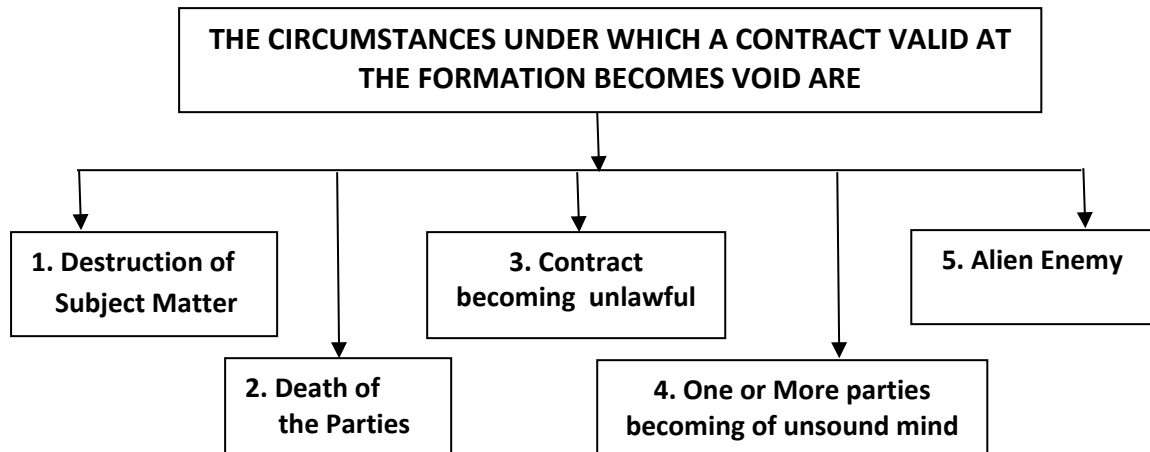 THE CIRCUMSTANCES UNDER WHICH A CONTRACT VALID AT
THE FORMATION BECOMES VOID ARE
1. Destruction of
Subject Matter
2. Death of
the Parties
3. Contract
becoming unlawful
4. One or More parties
becoming of unsound mind
5. Alien Enemy